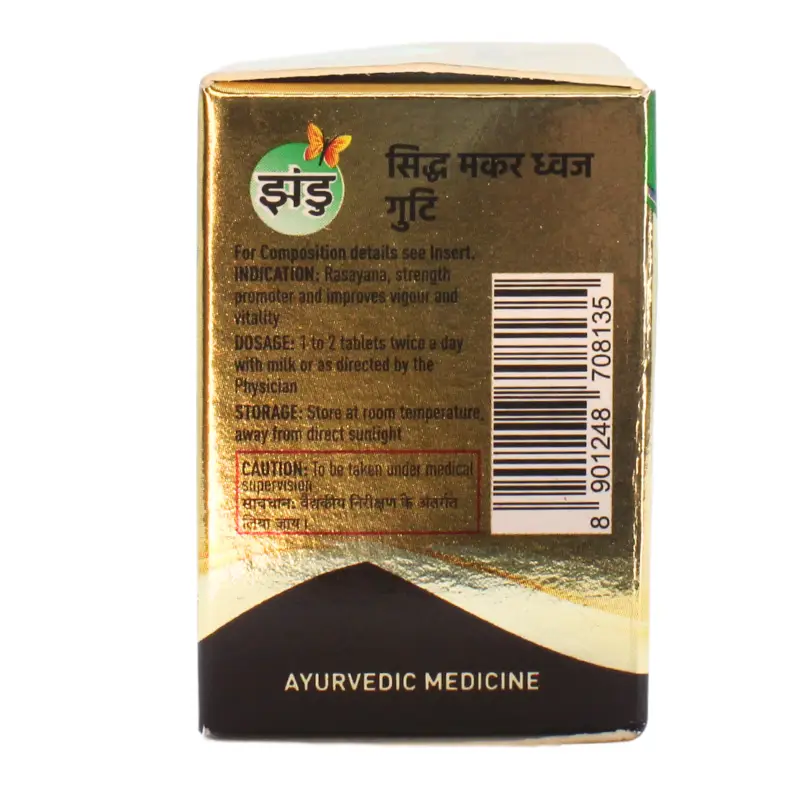 झंडु
सिद्ध मकर ध्वज
गुटि
For Composition details see Insert.
INDICATION: Rasayana, strength
promoter and improves vigour and
vitality
DOSAGE: 1 to 2 tablets twice a day
with milk or as directed by the
Physician
STORAGE: Store at room temperature,
away from direct sunlight
CAUTION: To be taken under medical
supervision
सावधान: वैद्यकीय निरीक्षण के अंतर्गत
लिया जाय।
8 901248 708135
AYURVEDIC MEDICINE